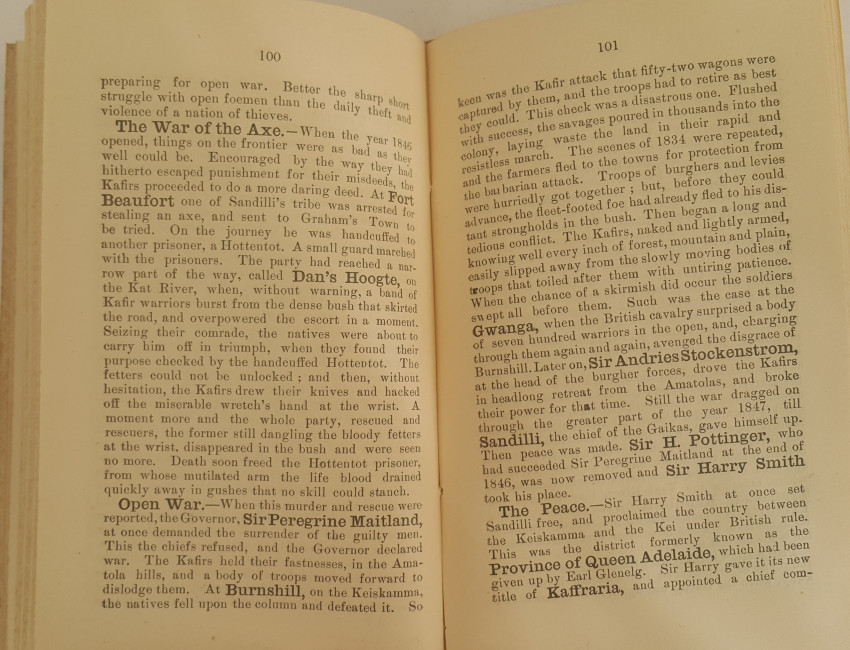 100
preparing for open war. Better the sharp short
struggle with open foemen than the daily theft and
violence of a nation of thieves.
The War of the Axe.—When the year 1846
opened, things on the frontier were as bad as they
well could be. Encouraged by the way they had
hitherto escaped punishment for their misdeeds, the
Kafirs proceeded to do a more daring deed. At Fort
Beaufort one of Sandilli's tribe was arrested for
stealing an axe, and sent to Graham's Town to
be tried. On the journey he was handcuffed to
another prisoner, a Hottentot. A small guard marched
with the prisoners. The party had reached a nar-
row part of the way, called Dan's Hoogte, on
the Kat River, when, without warning, a band of
Kafir warriors burst from the dense bush that skirted
the road, and overpowered the escort in a moment.
Seizing their comrade, the natives were about to
carry him off in triumph, when they found their
purpose checked by the handcuffed Hottentot. The
fetters could not be unlocked; and then, without
hesitation, the Kafirs drew their knives and hacked
off the miserable wretch's hand at the wrist. A
moment more and the whole party, rescued and
rescuers, the former still dangling the bloody fetters
at the wrist, disappeared in the bush and were seen
no more. Death soon freed the Hottentot prisoner,
from whose mutilated arm the life blood drained
quickly away in gushes that no skill could stanch.
Open War.—When this murder and rescue were
reported, the Governor, Sir Peregrine Maitland,
at once demanded the surrender of the guilty men.
This the chiefs refused, and the Governor declared
war. The Kafirs held their fastnesses, in the Ama-
tola hills, and a body of troops moved forward to
dislodge them. At Burnshill, on the Keiskamma,
the natives fell upon the column and defeated it. So
101
keen was the Kafir attack that fifty-two wagons were
captured by them, and the troops had to retire as best
they could. This check was a disastrous one. Flushed
with success, the savages poured in thousands into the
colony, laying waste the land in their rapid and
resistless march. The scenes of 1834 were repeated,
and the farmers fled to the towns for protection from
the barbarian attack. Troops of burghers and levies
were hurriedly got together; but, before they could
advance, the fleet-footed foe had already fled to his dis-
tant strongholds in the bush. Then began a long and
tedious conflict. The Kafirs, naked and lightly armed,
knowing well every inch of forest, mountain and plain,
easily slipped away from the slowly moving bodies of
troops that toiled after them with untiring patience.
When the chance of a skirmish did occur the soldiers
swept all before them. Such was the case at the
Gwanga, when the British cavalry surprised a body
of seven hundred warriors in the open, and, charging
through them again and again, avenged the disgrace of
Burnshill. Later on, Sir Andries Stockenstrom,
at the head of the burgher forces, drove the Kafirs
in headlong retreat from the Amatolas, and broke
their power for that time. Still the war dragged on
through the greater part of the year 1847, till
Sandilli, the chief of the Gaikas, gave himself up.
Then peace was made. Sir H. Pottinger, who
had succeeded Sir Peregrine Maitland at the end of
1846, was now removed and Sir Harry Smith
took his place.
The Peace.—Sir Harry Smith at once set
Sandilli free, and proclaimed the country between
the Keiskamma and the Kei under British rule.
This was the district formerly known as the
Province of Queen Adelaide, which had been
given up by Earl Glenelg. Sir Harry gave it its new
title of Kaffraria, and appointed a chief com-